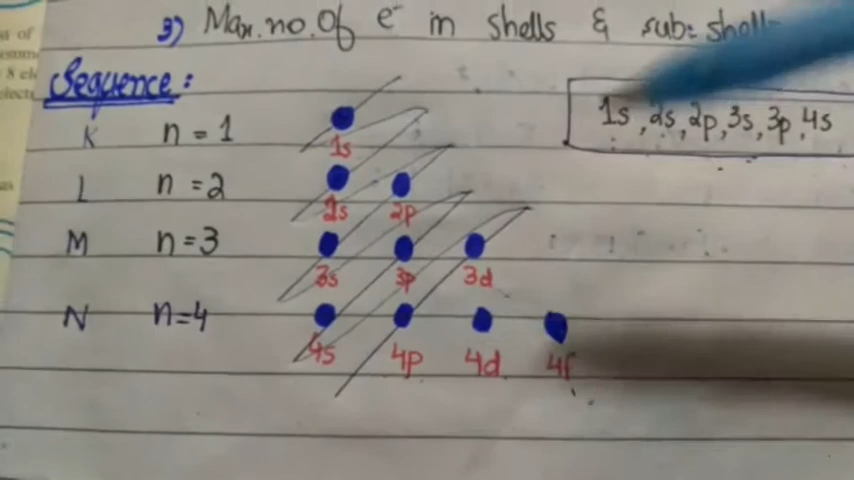 3) Max. no. Of e⁻ in shells & sub-shell
Sequence:
1s, 2s, 2p, 3s, 3p, 4s
K n = 1
1s
L n = 2
2s 2p
M n = 3
3s 3p 3d
N n=4
4s 4p 4d 4f